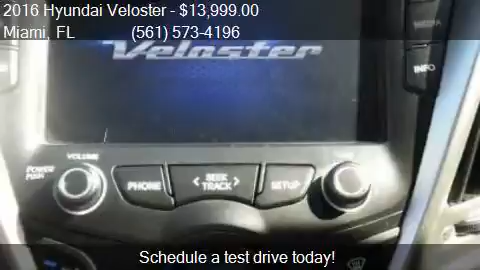 2016 Hyundai Veloster - $13,999.00
Miami, FL (561) 573-4196
Veloster
MEDIA
INFO
VOLUME
POWER
PUSH
PHONE
SEEK
TRACK
SETUP
Schedule a test drive today!